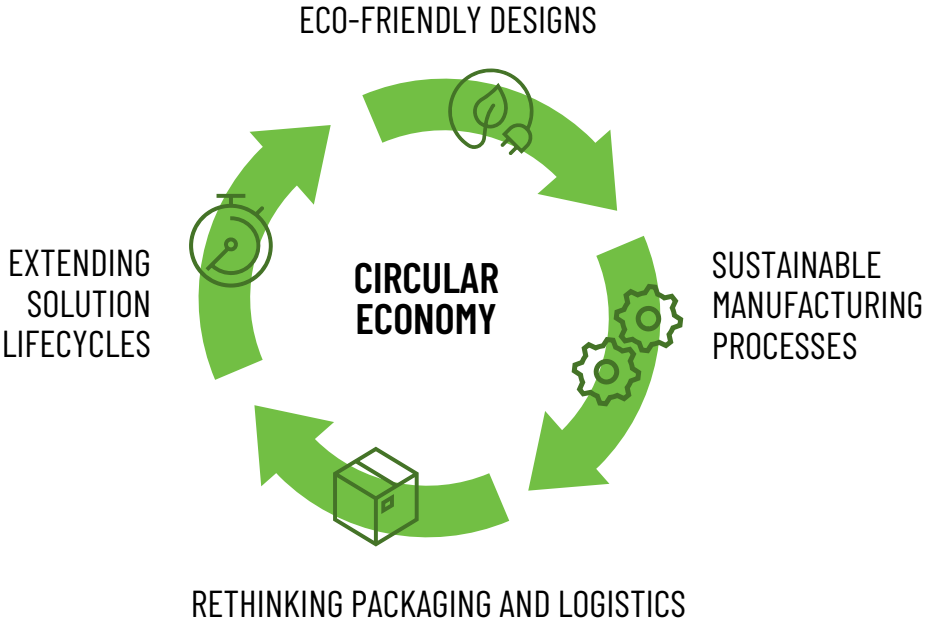 ECO-FRIENDLY DESIGNS
EXTENDING
SOLUTION
LIFECYCLES
CIRCULAR
ECONOMY
SUSTAINABLE
MANUFACTURING
PROCESSES
RETHINKING PACKAGING AND LOGISTICS